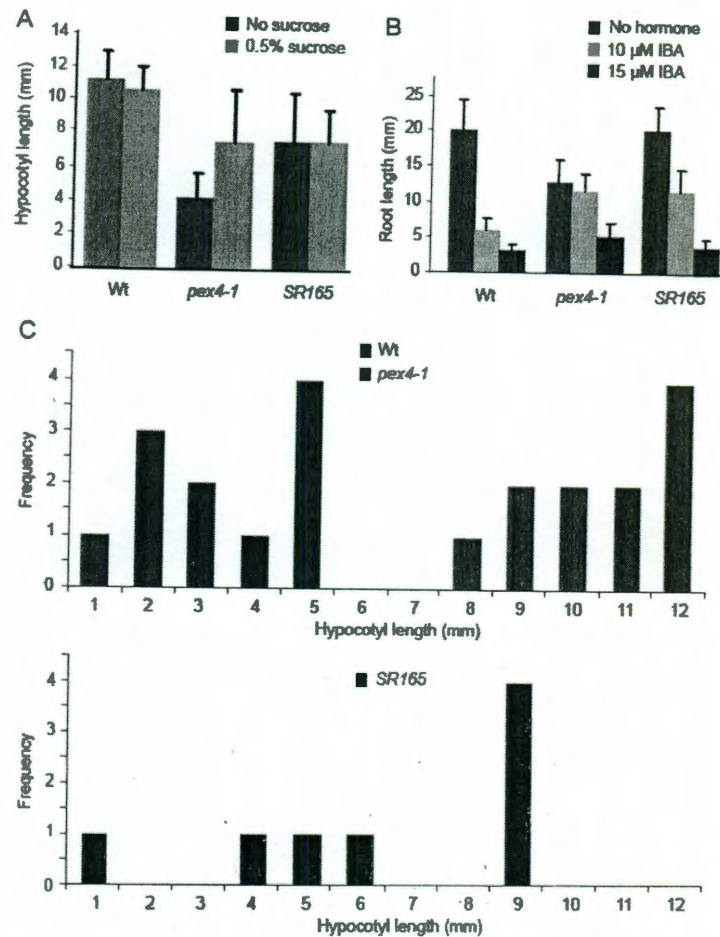 A
No sucrose
0.5% sucrose
Hypocotyl length (mm)
14
12
10
8
6
4
2
0
Wt
pex4-1
SR165
B
No hormone
10 µM IBA
15 µM IBA
Root length (mm)
25
20
15
10
5
0
Wt
pex4-1
SR165
C
Wt
pex4-1
Frequency
4
3
2
1
0
1 2 3 4 5 6 7 8 9 10 11 12
Hypocotyl length (mm)
SR165
Frequency
4
3
2
1
0
1 2 3 4 5 6 7 8 9 10 11 12
Hypocotyl length (mm)